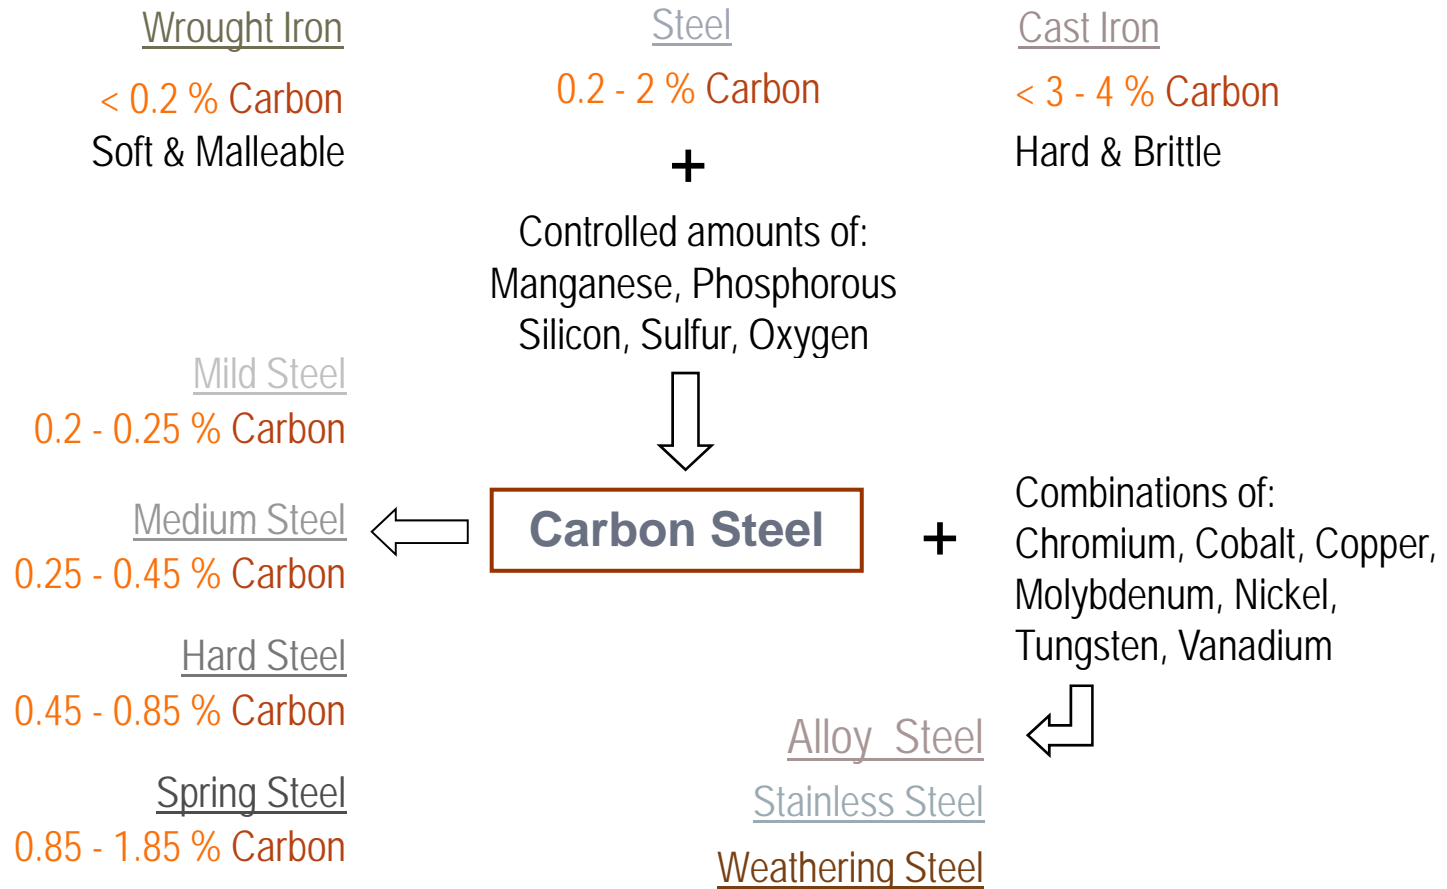 Wrought Iron
< 0.2 % Carbon
Soft & Malleable
Steel
0.2 - 2 % Carbon
+
Controlled amounts of:
Manganese, Phosphorous
Silicon, Sulfur, Oxygen
Cast Iron
< 3 - 4 % Carbon
Hard & Brittle
Mild Steel
0.2 - 0.25 % Carbon
Medium Steel
0.25 - 0.45 % Carbon
Hard Steel
0.45 - 0.85 % Carbon
Spring Steel
0.85 - 1.85 % Carbon
Carbon Steel
+
Combinations of:
Chromium, Cobalt, Copper,
Molybdenum, Nickel,
Tungsten, Vanadium
Alloy Steel
Stainless Steel
Weathering Steel